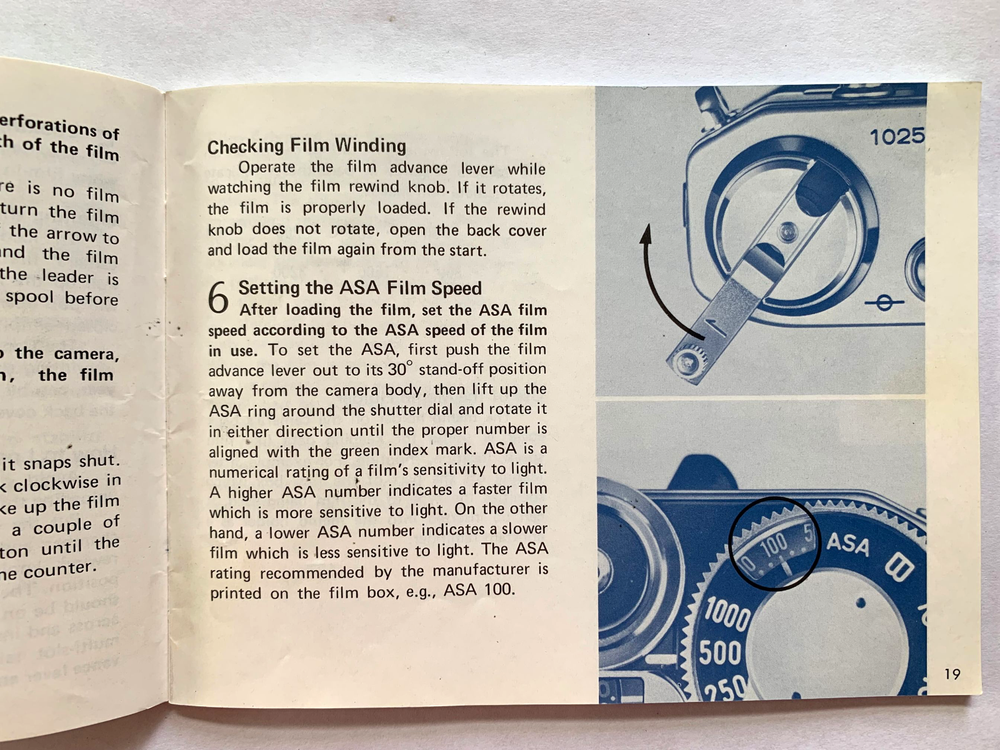 erforations of
th of the film
re is no film
turn the film
the arrow to
and the film
the leader is
spool before
o the camera,
n, the film
it snaps shut.
k clockwise in
ke up the film
a couple of
ton until the
he counter.
Checking Film Winding
Operate the film advance lever while
watching the film rewind knob. If it rotates,
the film is properly loaded. If the rewind
knob does not rotate, open the back cover
and load the film again from the start.
6 Setting the ASA Film Speed
After loading the film, set the ASA film
speed according to the ASA speed of the film
in use. To set the ASA, first push the film
advance lever out to its 30° stand-off position
away from the camera body, then lift up the
ASA ring around the shutter dial and rotate it
in either direction until the proper number is
aligned with the green index mark. ASA is a
numerical rating of a film's sensitivity to light.
A higher ASA number indicates a faster film
which is more sensitive to light. On the other
hand, a lower ASA number indicates a slower
film which is less sensitive to light. The ASA
rating recommended by the manufacturer is
printed on the film box, e.g., ASA 100.
1025
0 100 5
ASA
B
1000
500
250
19